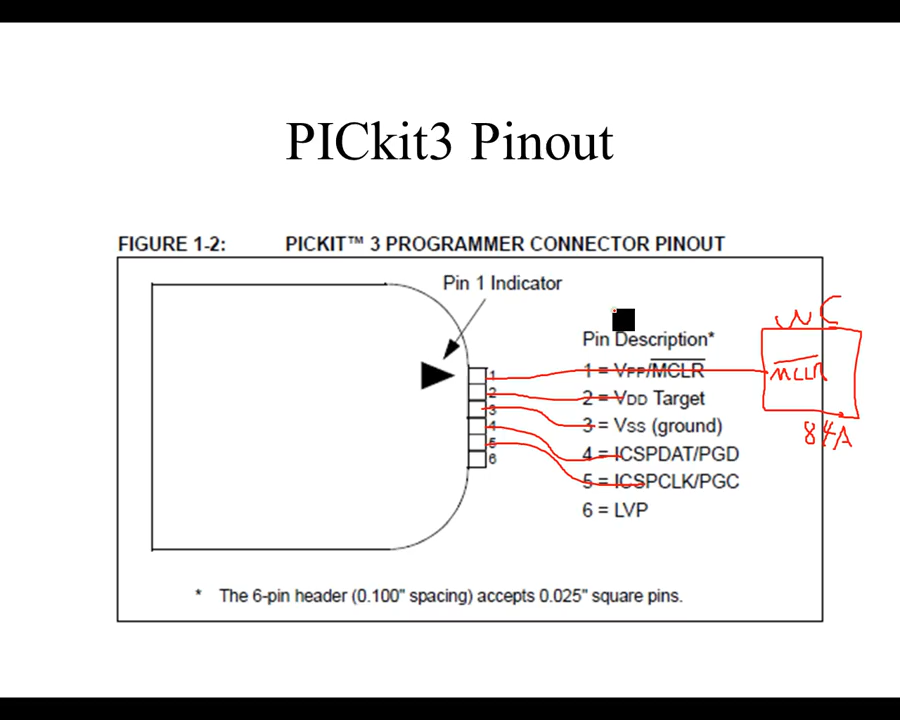 PICkit3 Pinout
FIGURE 1-2: PICKIT™ 3 PROGRAMMER CONNECTOR PINOUT
Pin 1 Indicator
Pin Description*
1 = VPP/MCLR
2 = VDD Target
3 = VSS (ground)
4 = ICSPDAT/PGD
5 = ICSPCLK/PGC
6 = LVP
1
2
3
4
5
6
MCLR
84A
* The 6-pin header (0.100" spacing) accepts 0.025" square pins.